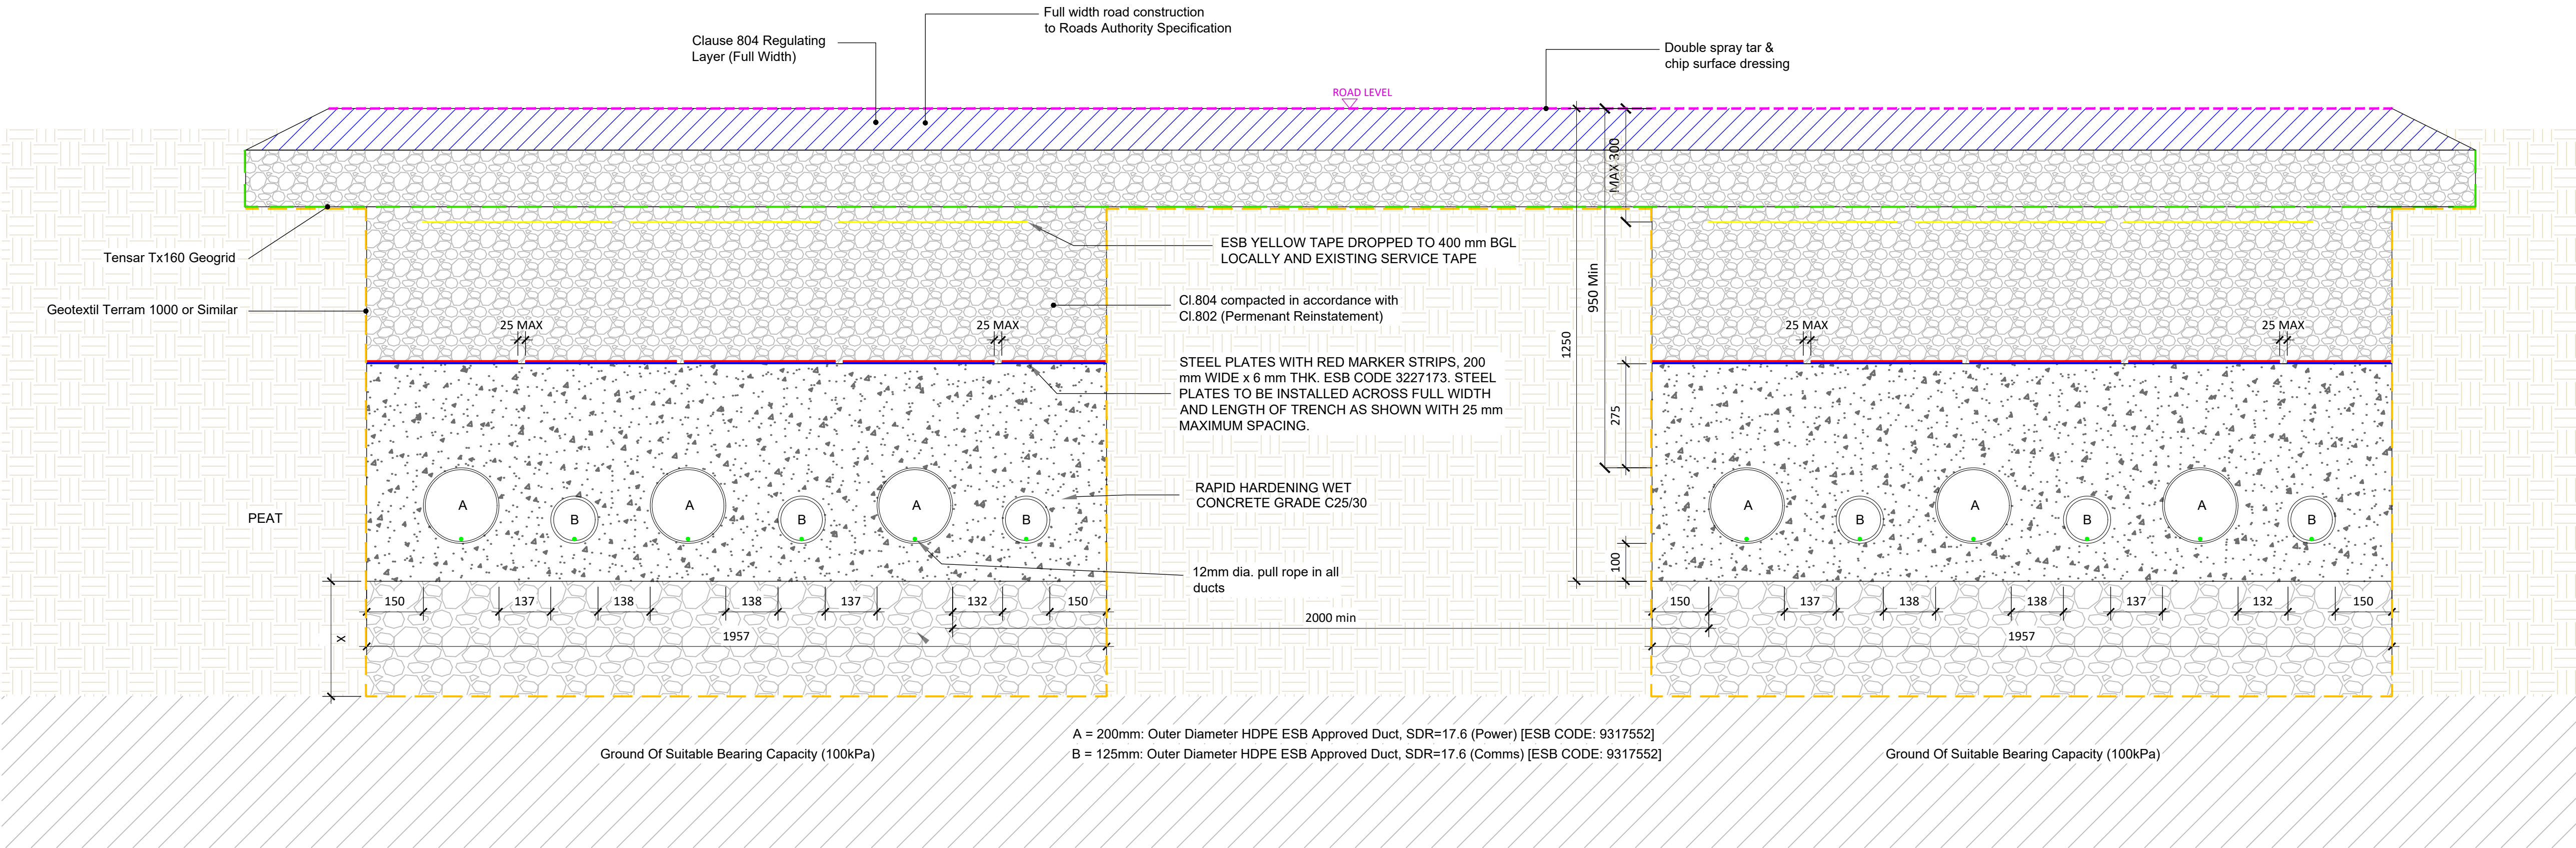 Full width road construction
to Roads Authority Specification
Clause 804 Regulating
Layer (Full Width)
Double spray tar &
chip surface dressing
ROAD LEVEL
MAX 300
Tensar Tx160 Geogrid
ESB YELLOW TAPE DROPPED TO 400 mm BGL
LOCALLY AND EXISTING SERVICE TAPE
950 Min
Geotextil Terram 1000 or Similar
Cl.804 compacted in accordance with
Cl.802 (Permenant Reinstatement)
25 MAX
25 MAX
25 MAX
25 MAX
1250
STEEL PLATES WITH RED MARKER STRIPS, 200
mm WIDE x 6 mm THK. ESB CODE 3227173. STEEL
PLATES TO BE INSTALLED ACROSS FULL WIDTH
AND LENGTH OF TRENCH AS SHOWN WITH 25 mm
MAXIMUM SPACING.
275
RAPID HARDENING WET
CONCRETE GRADE C25/30
PEAT
A
B
A
B
A
B
A
B
A
B
A
B
100
12mm dia. pull rope in all
ducts
150
137
138
138
137
132
150
150
137
138
138
137
132
150
2000 min
X
1957
1957
A = 200mm: Outer Diameter HDPE ESB Approved Duct, SDR=17.6 (Power) [ESB CODE: 9317552]
B = 125mm: Outer Diameter HDPE ESB Approved Duct, SDR=17.6 (Comms) [ESB CODE: 9317552]
Ground Of Suitable Bearing Capacity (100kPa)
Ground Of Suitable Bearing Capacity (100kPa)